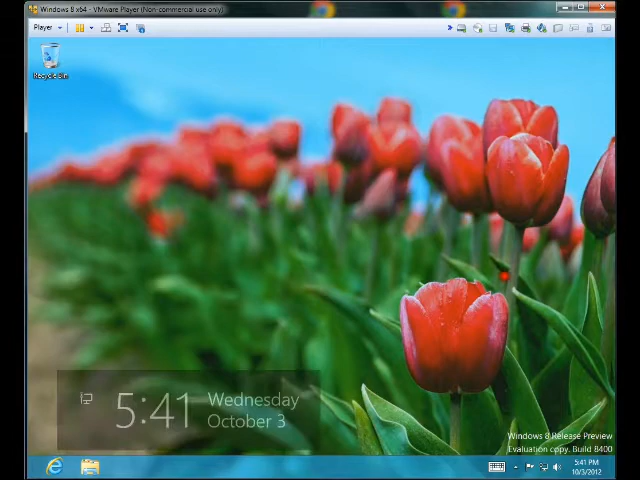 Windows 8 x64 - VMware Player (Non-commercial use only)
Player
Recycle Bin
5:41
Wednesday
October 3
Windows 8 Release Preview
Evaluation copy. Build 8400
5:41 PM
10/3/2012